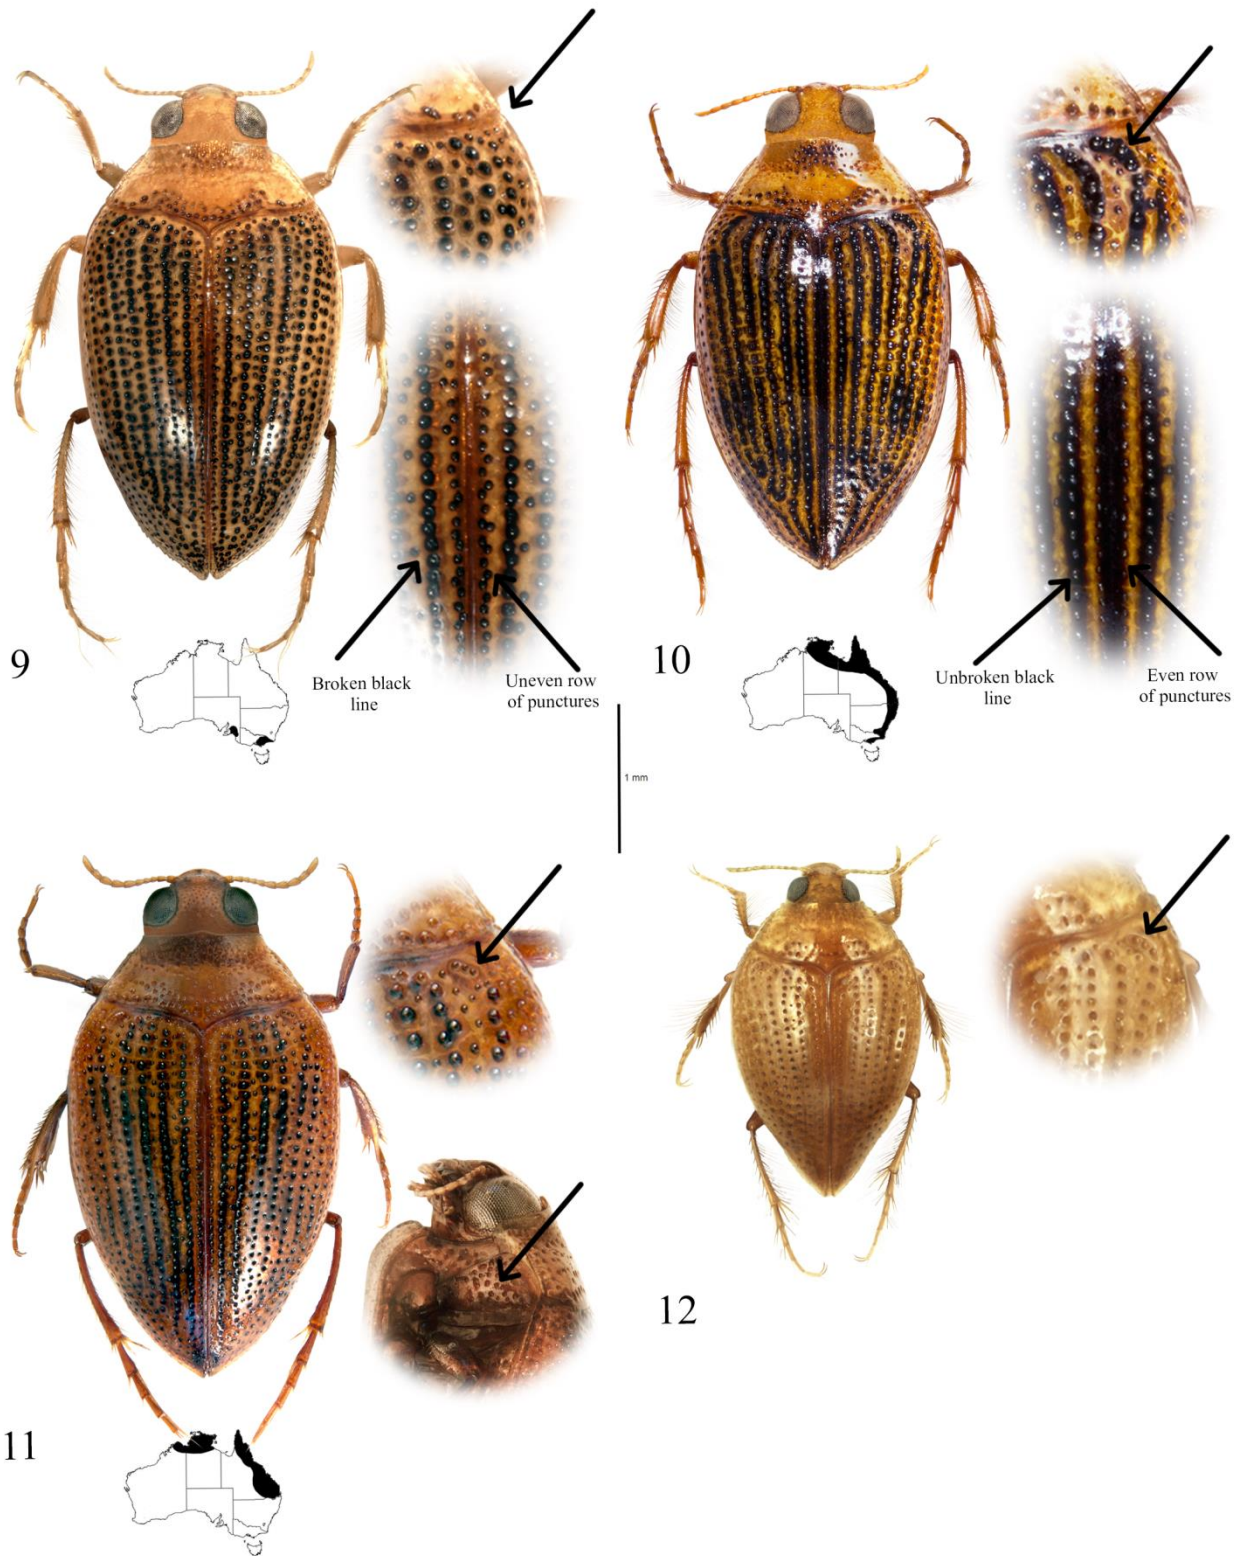 9
Broken black
line
Uneven row
of punctures
10
Unbroken black
line
Even row
of punctures
1 mm
11
12